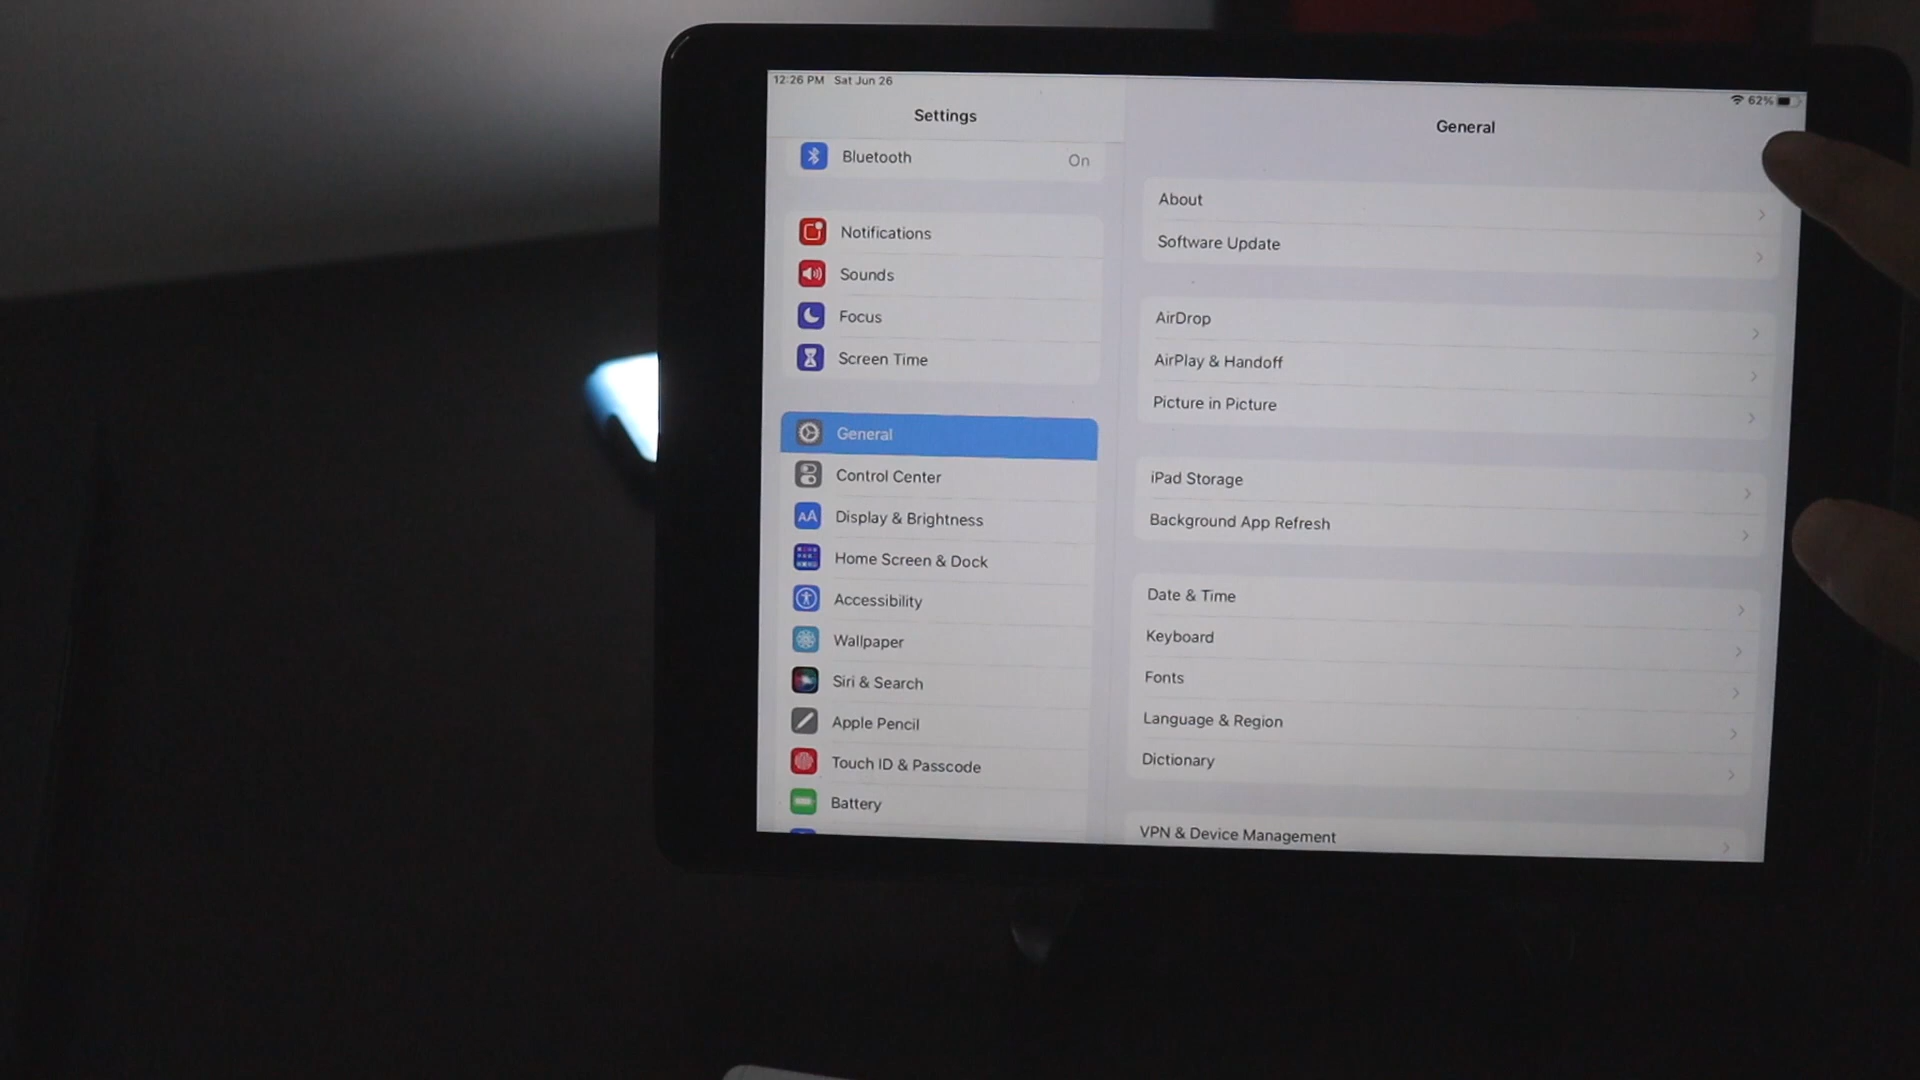 12:26 PM Sat Jun 26
62%
Settings
Bluetooth On
Notifications
Sounds
Focus
Screen Time
General
Control Center
AA Display & Brightness
Home Screen & Dock
Accessibility
Wallpaper
Siri & Search
Apple Pencil
Touch ID & Passcode
Battery
General
About
Software Update
AirDrop
AirPlay & Handoff
Picture in Picture
iPad Storage
Background App Refresh
Date & Time
Keyboard
Fonts
Language & Region
Dictionary
VPN & Device Management